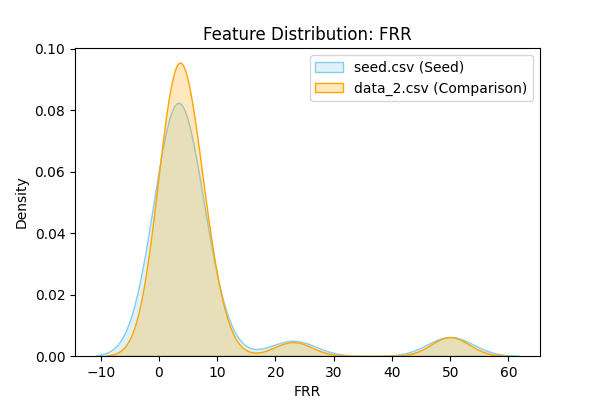 Feature Distribution: FRR
seed.csv (Seed)
data_2.csv (Comparison)
Density
0.10
0.08
0.06
0.04
0.02
0.00
−10
0
10
20
30
40
50
60
FRR